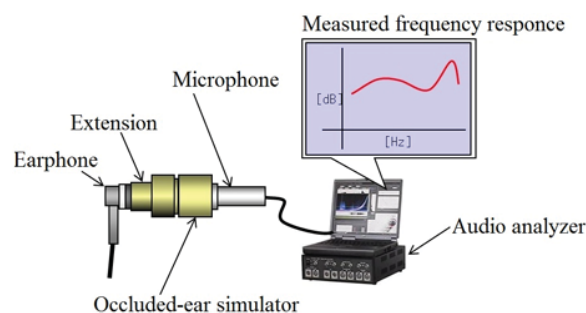 Measured frequency responce
[dB]
[Hz]
Microphone
Extension
Earphone
Audio analyzer
Occluded-ear simulator